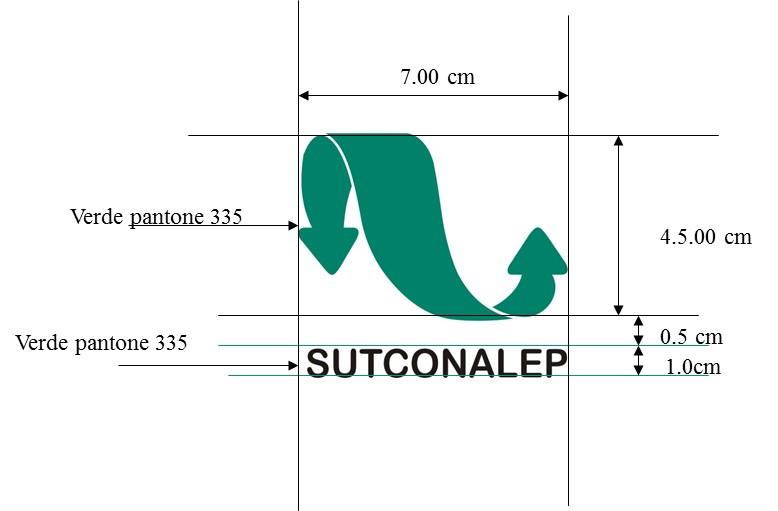 7.00 cm
Verde pantone 335
4.5.00 cm
Verde pantone 335
0.5 cm
SUTCONALEP
1.0cm